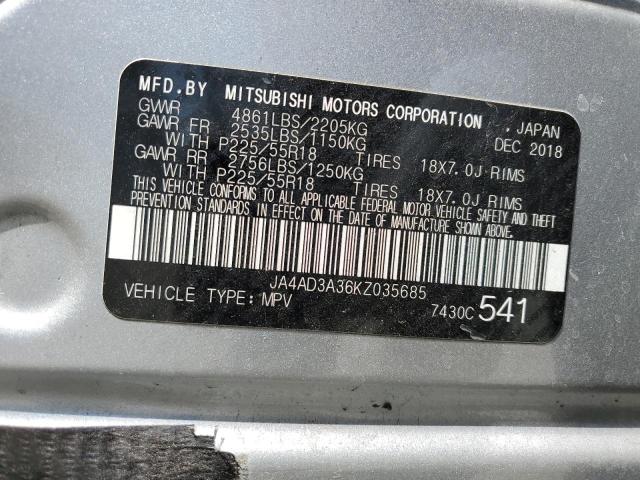 MFD.BY MITSUBISHI MOTORS CORPORATION , JAPAN
GVWR 4861LBS/2205KG DEC 2018
GAWR FR 2535LBS/1150KG
WITH P225/55R18 TIRES 18X7.0J RIMS
GAWR RR 2756LBS/1250KG
WITH P225/55R18 TIRES 18X7.0J RIMS
THIS VEHICLE CONFORMS TO ALL APPLICABLE FEDERAL MOTOR VEHICLE SAFETY AND THEFT
PREVENTION STANDARDS IN EFFECT ON THE DATE OF MANUFACTURE SHOWN ABOVE.
JA4AD3A36KZ035685
VEHICLE TYPE:MPV 7430C 541